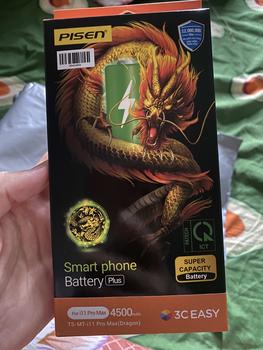 PISEN
Smart phone
Battery Plus
SUPER
CAPACITY
Battery
ICT
For i11 Pro Max 4500mAh
3C EASY
TS-MT-i11 Pro Max(Dragon)